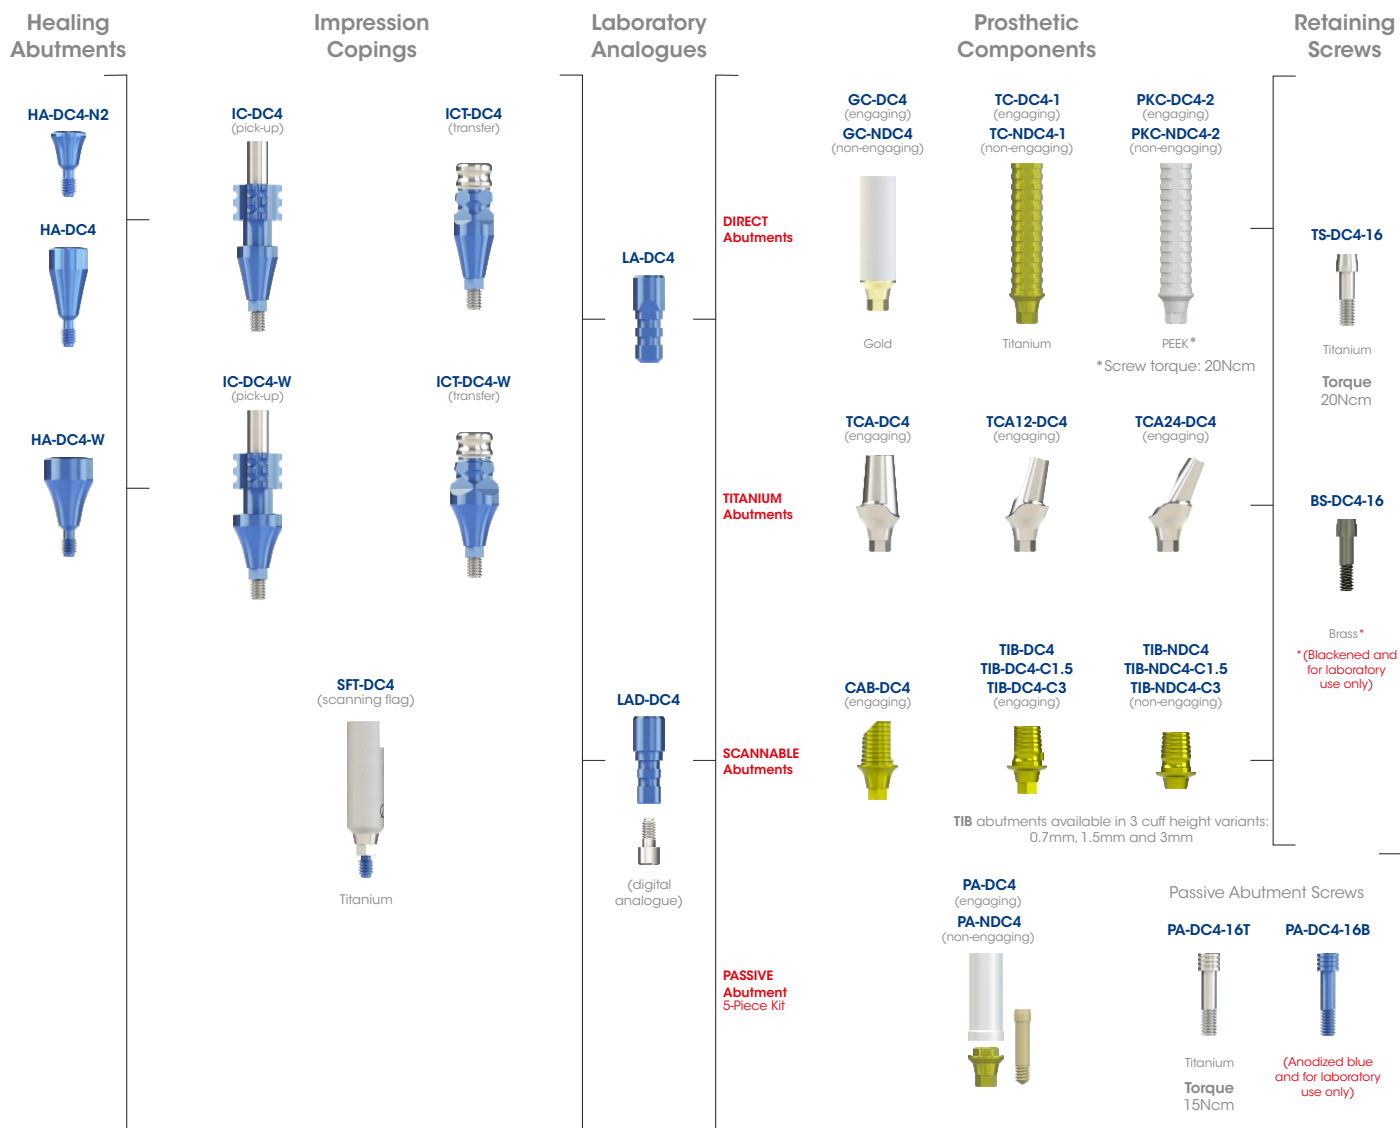 Healing
Abutments
Impression
Copings
Laboratory
Analogues
Prosthetic
Components
Retaining
Screws
HA-DC4-N2
HA-DC4
HA-DC4-W
IC-DC4
(pick-up)
ICT-DC4
(transfer)
IC-DC4-W
(pick-up)
ICT-DC4-W
(transfer)
SFT-DC4
(scanning flag)
Titanium
LA-DC4
LAD-DC4
(digital
analogue)
DIRECT
Abutments
GC-DC4
(engaging)
GC-NDC4
(non-engaging)
Gold
TC-DC4-1
(engaging)
TC-NDC4-1
(non-engaging)
Titanium
PKC-DC4-2
(engaging)
PKC-NDC4-2
(non-engaging)
PEEK*
*Screw torque: 20Ncm
TITANIUM
Abutments
TCA-DC4
(engaging)
TCA12-DC4
(engaging)
TCA24-DC4
(engaging)
SCANNABLE
Abutments
CAB-DC4
(engaging)
TIB-DC4
TIB-DC4-C1.5
TIB-DC4-C3
(engaging)
TIB-NDC4
TIB-NDC4-C1.5
TIB-NDC4-C3
(non-engaging)
TIB abutments available in 3 cuff height variants:
0.7mm, 1.5mm and 3mm
PASSIVE
Abutment
5-Piece Kit
PA-DC4
(engaging)
PA-NDC4
(non-engaging)
TS-DC4-16
Titanium
Torque
20Ncm
BS-DC4-16
Brass*
*(Blackened and
for laboratory
use only)
Passive Abutment Screws
PA-DC4-16T
Titanium
Torque
15Ncm
PA-DC4-16B
(Anodized blue
and for laboratory
use only)